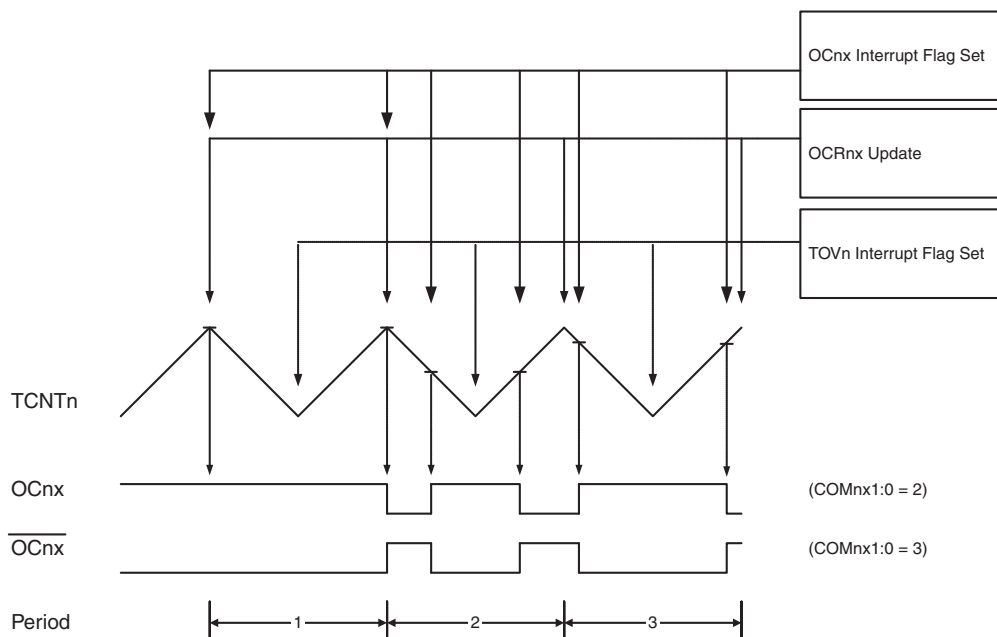 OCnx Interrupt Flag Set
OCRnx Update
TOVn Interrupt Flag Set
TCNTn
OCnx
(COMnx1:0 = 2)
OCnx
(COMnx1:0 = 3)
Period
1
2
3